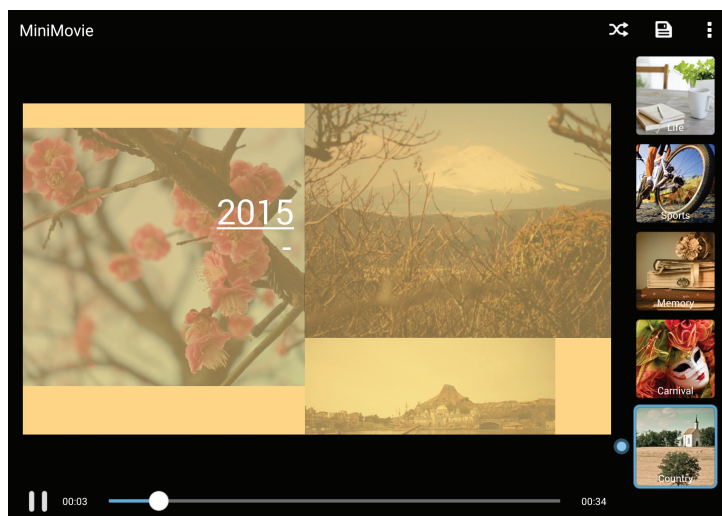 MiniMovie
2015
-
Life
Sports
Memory
Carnival
Country
00:03
00:34